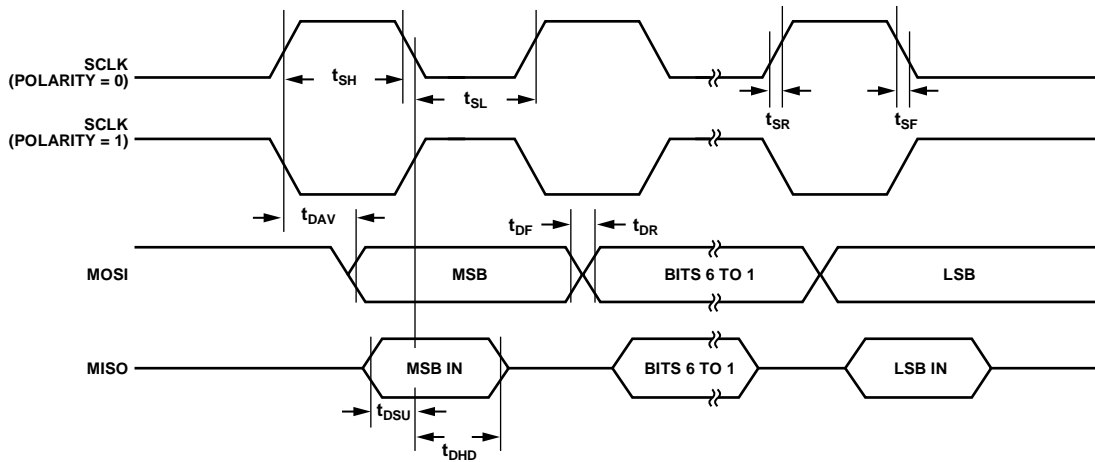 SCLK
(POLARITY = 0)
tSH
tSL
tSR
tSF
SCLK
(POLARITY = 1)
tDAV
tDF
tDR
MOSI
MSB
BITS 6 TO 1
LSB
MISO
MSB IN
BITS 6 TO 1
LSB IN
tDSU
tDHD